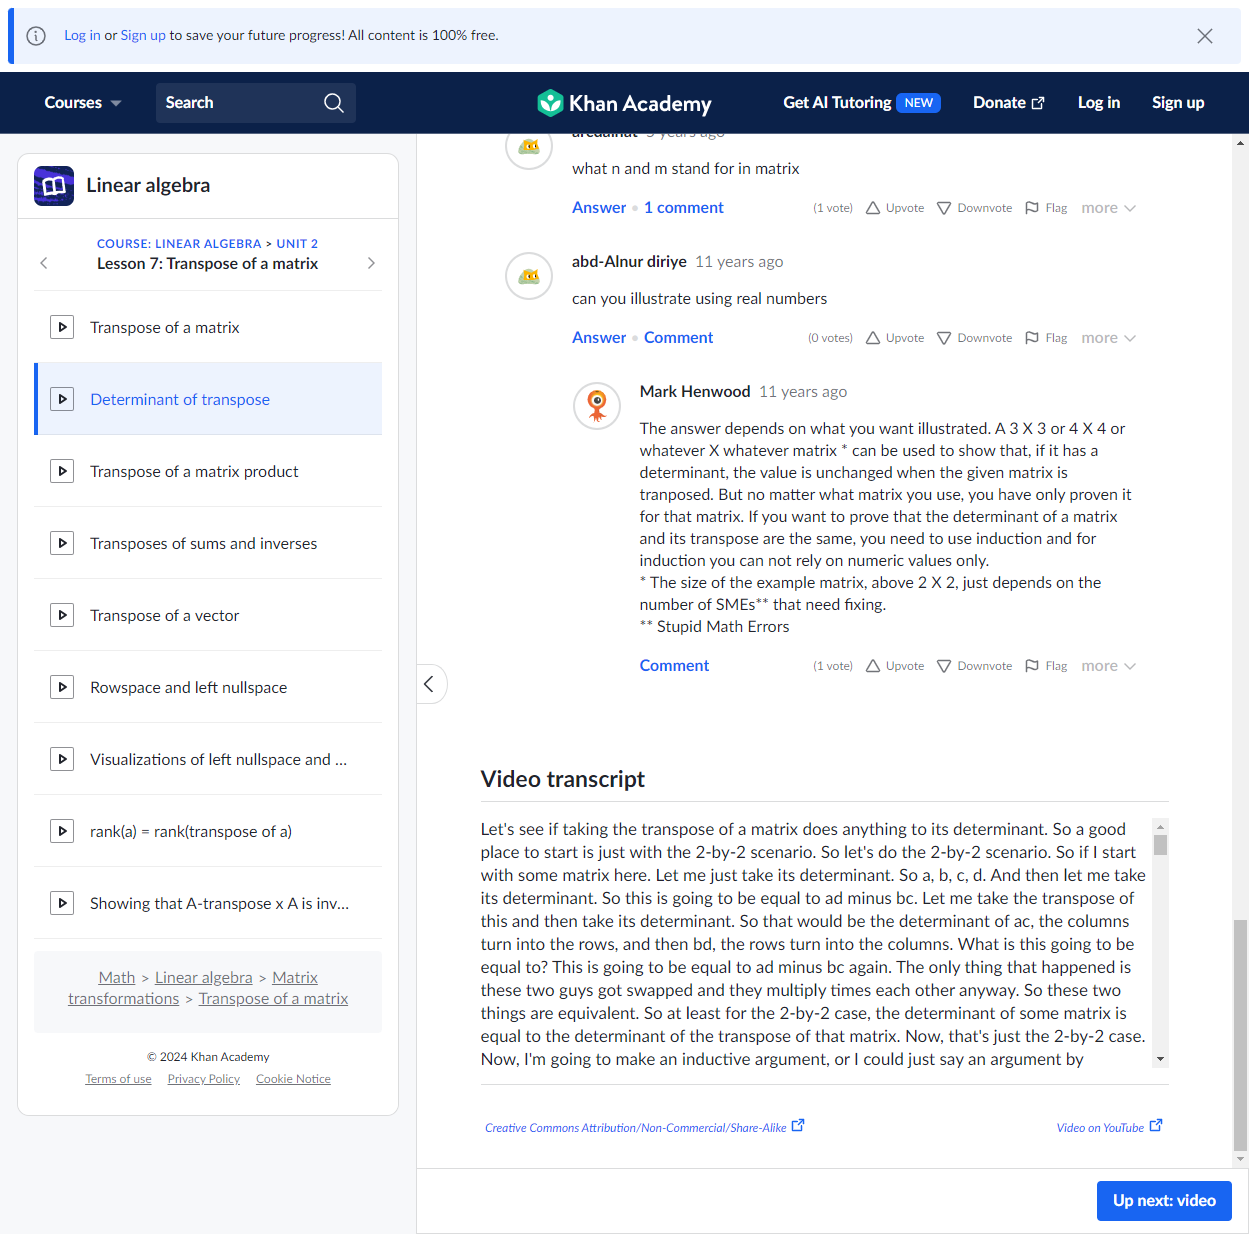 Log in or Sign up to save your future progress! All content is 100% free.
Courses
Search
Khan Academy
Get AI Tutoring NEW
Donate
Log in
Sign up
Linear algebra
COURSE: LINEAR ALGEBRA > UNIT 2
Lesson 7: Transpose of a matrix
Transpose of a matrix
Determinant of transpose
Transpose of a matrix product
Transposes of sums and inverses
Transpose of a vector
Rowspace and left nullspace
Visualizations of left nullspace and ...
rank(a) = rank(transpose of a)
Showing that A-transpose x A is inv...
Math > Linear algebra > Matrix
transformations > Transpose of a matrix
© 2024 Khan Academy
Terms of use Privacy Policy Cookie Notice
years ago
what n and m stand for in matrix
Answer • 1 comment (1 vote) Upvote Downvote Flag more
abd-Alnur diriye 11 years ago
can you illustrate using real numbers
Answer • Comment (0 votes) Upvote Downvote Flag more
Mark Henwood 11 years ago
The answer depends on what you want illustrated. A 3 X 3 or 4 X 4 or
whatever X whatever matrix * can be used to show that, if it has a
determinant, the value is unchanged when the given matrix is
tranposed. But no matter what matrix you use, you have only proven it
for that matrix. If you want to prove that the determinant of a matrix
and its transpose are the same, you need to use induction and for
induction you can not rely on numeric values only.
* The size of the example matrix, above 2 X 2, just depends on the
number of SMEs** that need fixing.
** Stupid Math Errors
Comment (1 vote) Upvote Downvote Flag more
Video transcript
Let's see if taking the transpose of a matrix does anything to its determinant. So a good
place to start is just with the 2-by-2 scenario. So let's do the 2-by-2 scenario. So if I start
with some matrix here. Let me just take its determinant. So a, b, c, d. And then let me take
its determinant. So this is going to be equal to ad minus bc. Let me take the transpose of
this and then take its determinant. So that would be the determinant of ac, the columns
turn into the rows, and then bd, the rows turn into the columns. What is this going to be
equal to? This is going to be equal to ad minus bc again. The only thing that happened is
these two guys got swapped and they multiply times each other anyway. So these two
things are equivalent. So at least for the 2-by-2 case, the determinant of some matrix is
equal to the determinant of the transpose of that matrix. Now, that's just the 2-by-2 case.
Now, I'm going to make an inductive argument, or I could just say an argument by
Creative Commons Attribution/Non-Commercial/Share-Alike
Video on YouTube
Up next: video